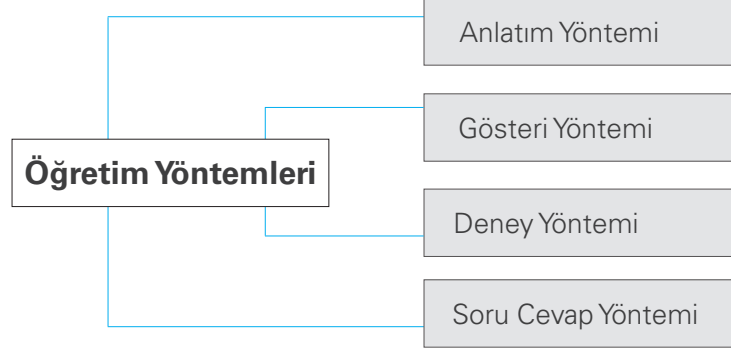 Anlatım Yöntemi
Gösteri Yöntemi
Öğretim Yöntemleri
Deney Yöntemi
Soru Cevap Yöntemi